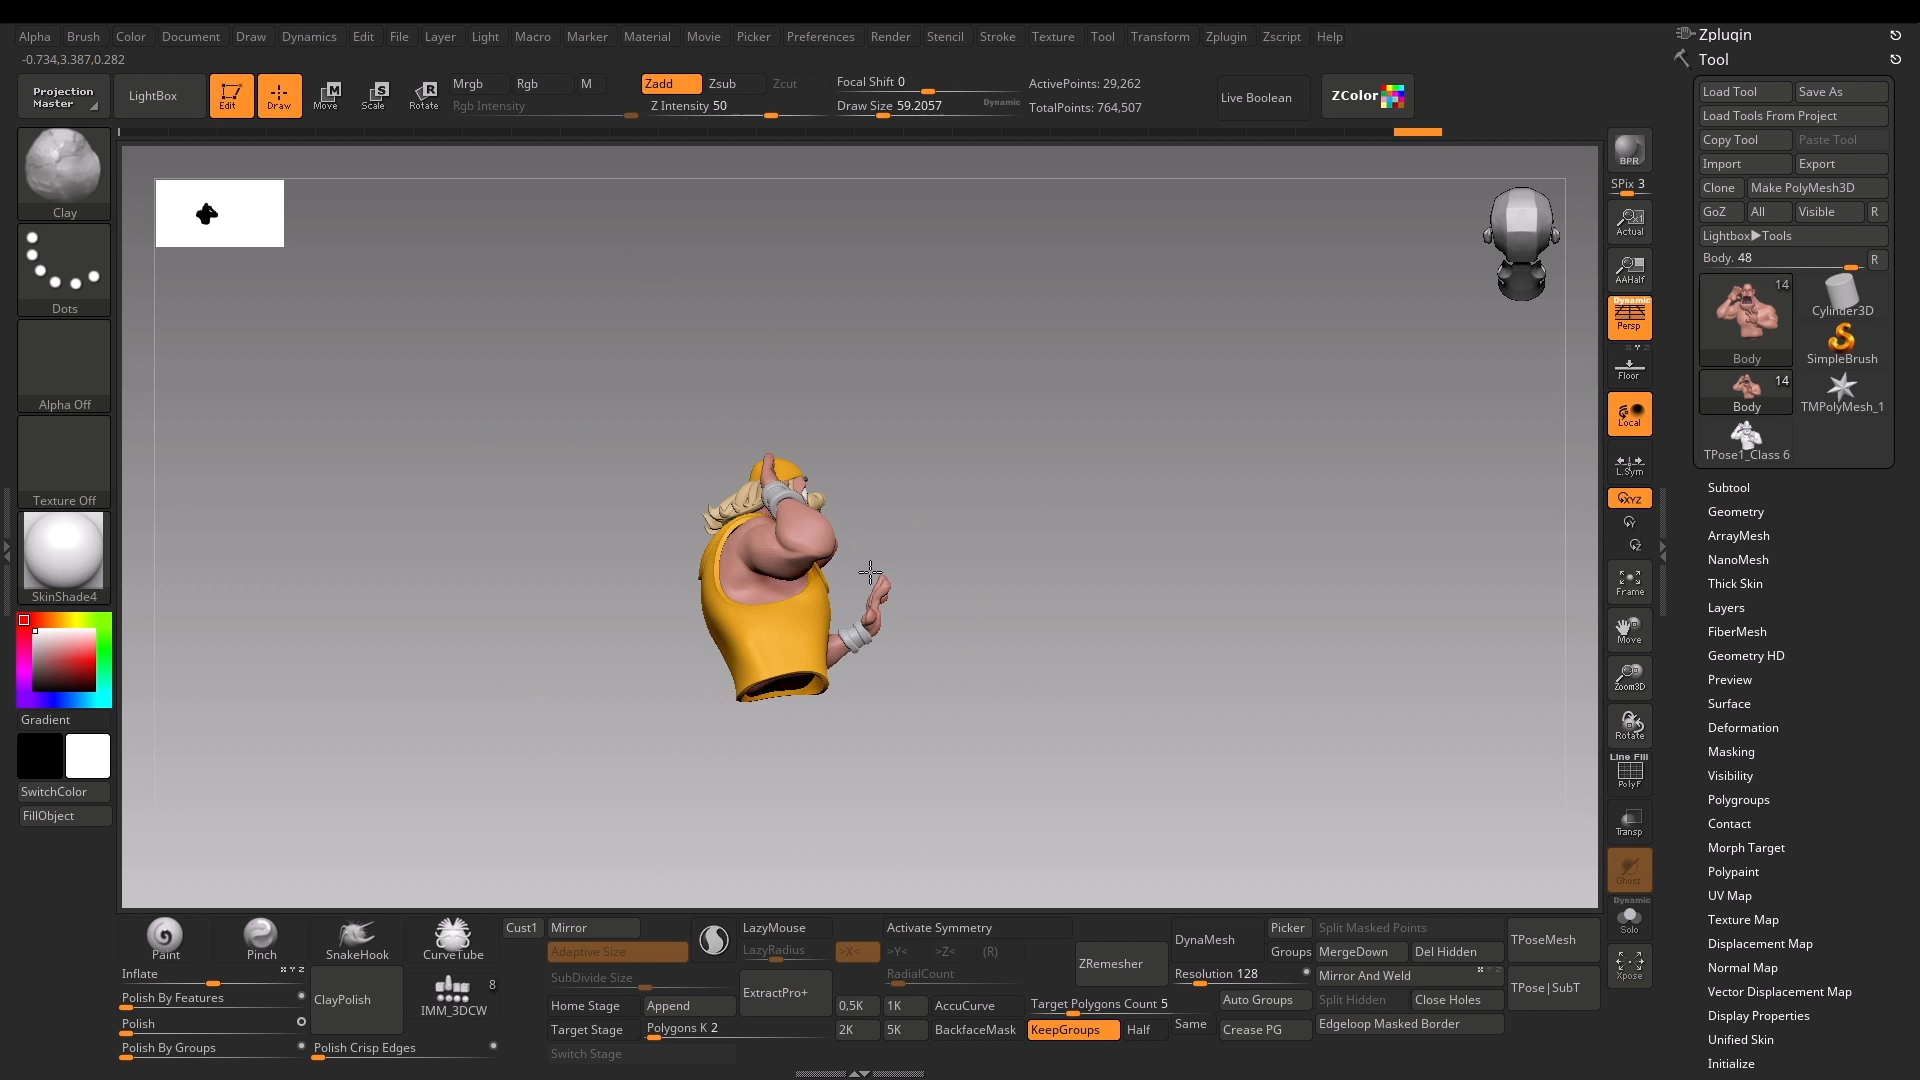 Alpha Brush Color Document Draw Dynamics Edit File Layer Light Macro Marker Material Movie Picker Preferences Render Stencil Stroke Texture Tool Transform Zplugin Zscript Help
-0.734,3.387,0.282
Projection Master
LightBox
Edit
Draw
Move
Scale
Rotate
Mrgb Rgb M
Rgb Intensity
Zadd Zsub Zcut
Z Intensity 50
Focal Shift 0
Draw Size 59.2057
Dynamic
ActivePoints: 29,262
TotalPoints: 764,507
Live Boolean
ZColor
Clay
Dots
Alpha Off
Texture Off
SkinShade4
Gradient
SwitchColor
FillObject
BPR
SPix 3
Actual
AAHalf
Dynamic
Persp
Floor
Local
L.Sym
XYZ
Y
Z
Frame
Move
Zoom3D
Rotate
Line Fill
PolyF
Transp
Ghost
Dynamic
Solo
Xpose
Zplugin
Tool
Load Tool Save As
Load Tools From Project
Copy Tool Paste Tool
Import Export
Clone Make PolyMesh3D
GoZ All Visible R
Lightbox▶Tools
Body. 48 R
14
Body
Cylinder3D
SimpleBrush
14
Body
TMPolyMesh_1
TPose1_Class 6
Subtool
Geometry
ArrayMesh
NanoMesh
Thick Skin
Layers
FiberMesh
Geometry HD
Preview
Surface
Deformation
Masking
Visibility
Polygroups
Contact
Morph Target
Polypaint
UV Map
Texture Map
Displacement Map
Normal Map
Vector Displacement Map
Display Properties
Unified Skin
Initialize
Paint
Pinch
SnakeHook
CurveTube
Inflate
Polish By Features
Polish
Polish By Groups
ClayPolish
8
IMM_3DCW
Polish Crisp Edges
Cust1
Mirror
Adaptive Size
SubDivide Size
Home Stage Append
Target Stage Polygons K 2
Switch Stage
LazyMouse
LazyRadius
ExtractPro+
Activate Symmetry
>X< >Y< >Z< (R)
RadialCount
0,5K 1K AccuCurve
2K 5K BackfaceMask
ZRemesher
Target Polygons Count 5
KeepGroups Half Same
DynaMesh
Resolution 128
Auto Groups
Crease PG
Picker
Groups
Split Masked Points
MergeDown Del Hidden
Mirror And Weld
Split Hidden Close Holes
Edgeloop Masked Border
TPoseMesh
TPose|SubT